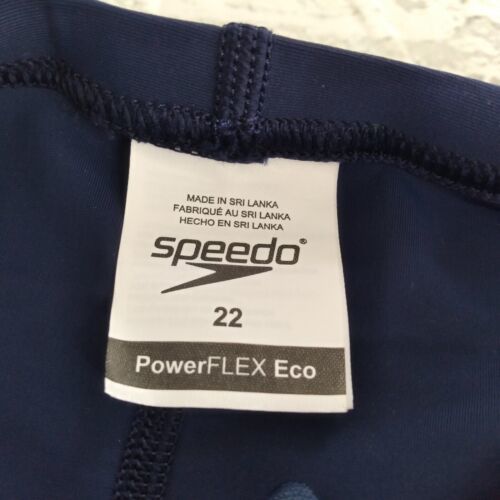 MADE IN SRI LANKA
FABRIQUÉ AU SRI LANKA
HECHO EN SRI LANKA
speedo®
22
PowerFLEX Eco